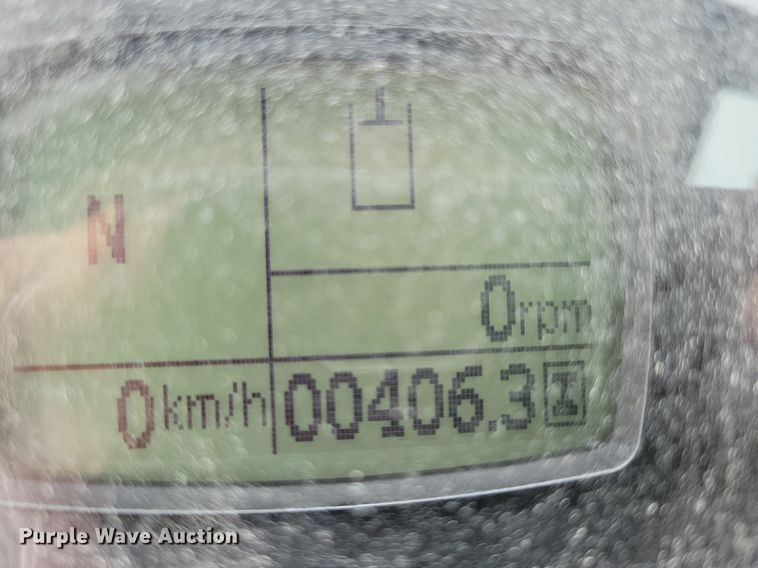 N
0rpm
0km/h 00406.3
Purple Wave Auction